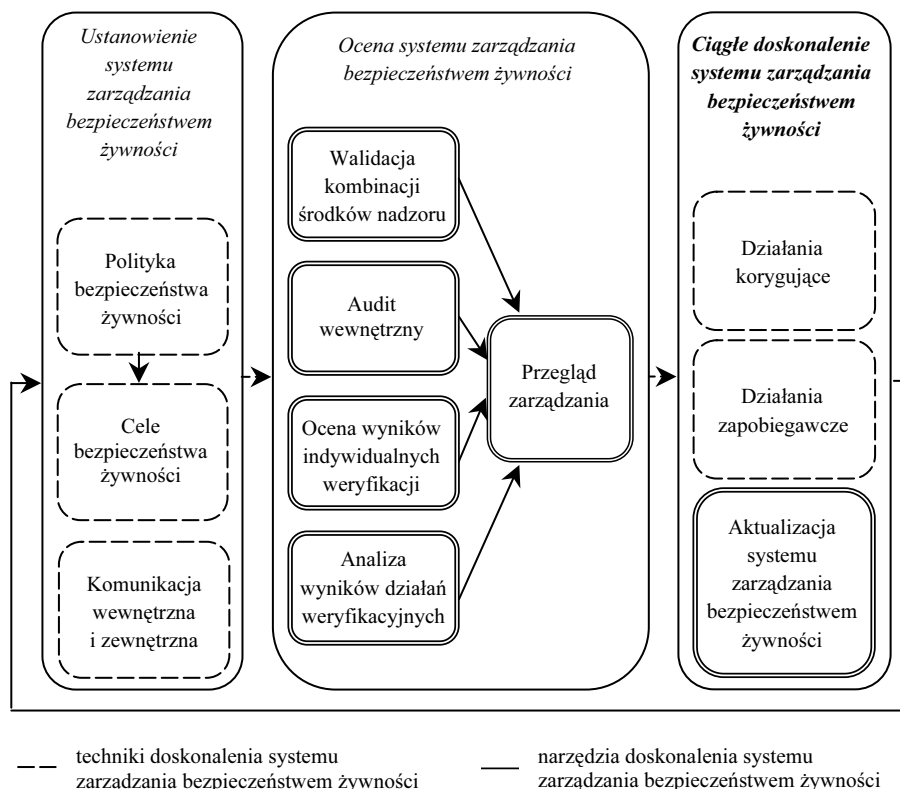 Ustanowienie
systemu
zarządzania
bezpieczeństwem
żywności
Polityka
bezpieczeństwa
żywności
Cele
bezpieczeństwa
żywności
Komunikacja
wewnętrzna
i zewnętrzna
Ocena systemu zarządzania
bezpieczeństwem żywności
Walidacja
kombinacji
środków nadzoru
Audit
wewnętrzny
Ocena wyników
indywidualnych
weryfikacji
Analiza
wyników działań
weryfikacyjnych
Przegląd
zarządzania
Ciągłe doskonalenie
systemu zarządzania
bezpieczeństwem
żywności
Działania
korygujące
Działania
zapobiegawcze
Aktualizacja
systemu
zarządzania
bezpieczeństwem
żywności
techniki doskonalenia systemu
zarządzania bezpieczeństwem żywności
narzędzia doskonalenia systemu
zarządzania bezpieczeństwem żywności